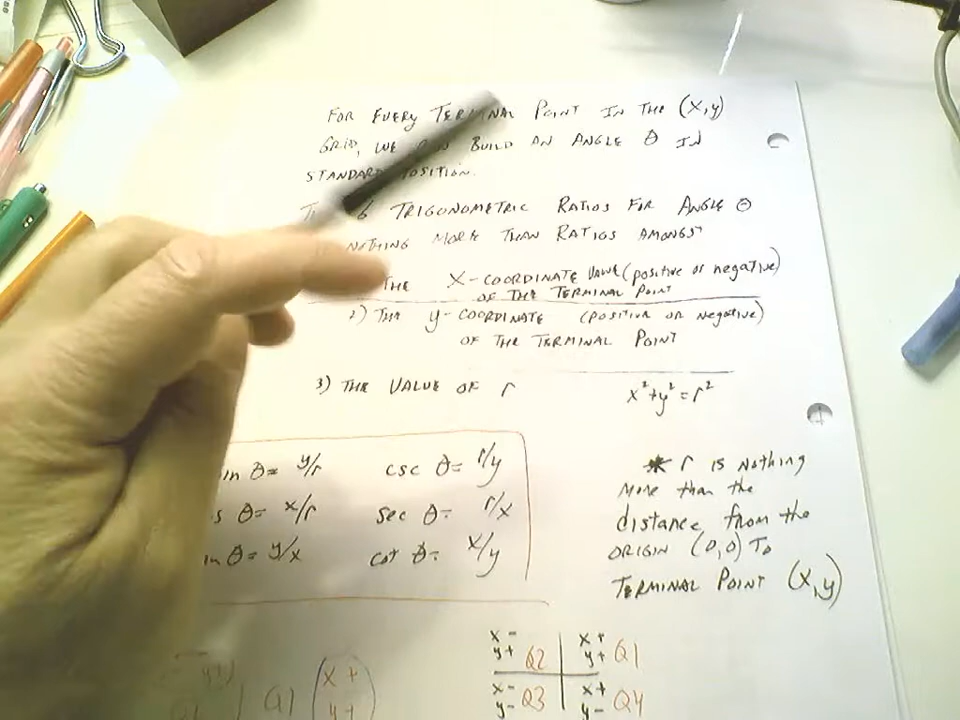 FOR EVERY TERMINAL POINT IN THE (X,y)
GRID, WE BUILD AN ANGLE θ IN
STANDARD POSITION.
6 TRIGONOMETRIC RATIOS FOR ANGLE θ
NOTHING MORE THAN RATIOS AMONGST
THE X-COORDINATE VALUE (positive or negative)
OF THE TERMINAL POINT
2) THE y-COORDINATE (positive or negative)
OF THE TERMINAL POINT
3) THE VALUE OF r x²+y²=r²
in θ= y/r csc θ= r/y
s θ= x/r sec θ= r/x
n θ= y/x cot θ= x/y
* r is nothing
more than the
distance from the
ORIGIN (0,0) TO
TERMINAL POINT (X,y)
x- x+
y+ Q2 y+ Q1
x- Q3 x+ Q4
y- y-
Q1 x+
y+